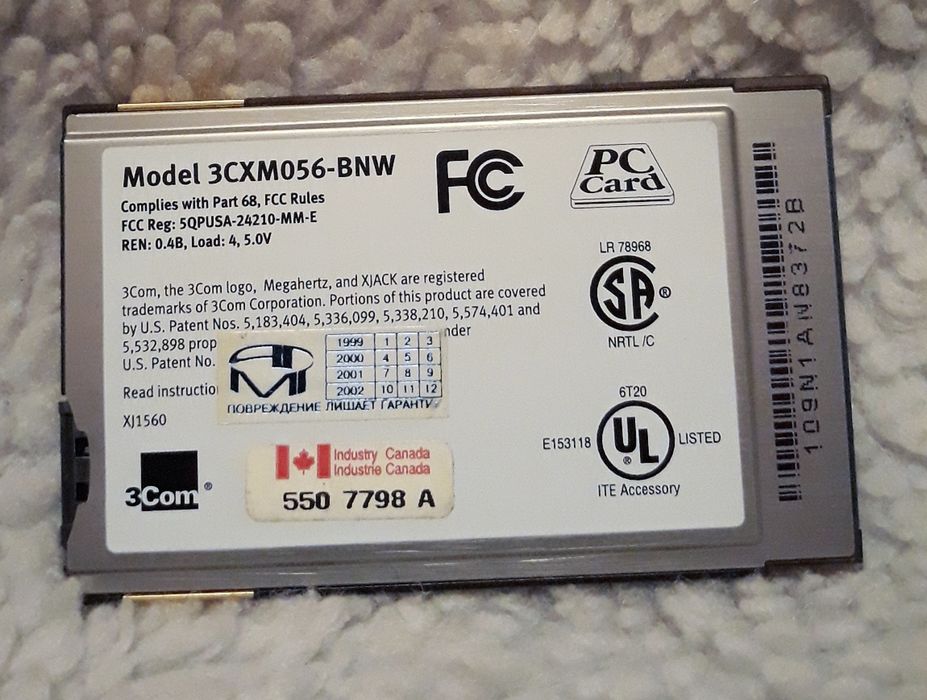 Model 3CXM056-BNW
Complies with Part 68, FCC Rules
FCC Reg: 5QPUSA-24210-MM-E
REN: 0.4B, Load: 4, 5.0V
FC
PC
Card
3Com, the 3Com logo, Megahertz, and XJACK are registered
trademarks of 3Com Corporation. Portions of this product are covered
by U.S. Patent Nos. 5,183,404, 5,336,099, 5,338,210, 5,574,401 and
5,532,898
U.S. Patent No.
Read
XJ1560
1999 1 2 3
2000 4 5 6
2001 7 8 9
2002 10 11 12
ПОВРЕЖДЕНИЕ ЛИШАЕТ ГАРАНТ
3Com®
Industry Canada
Industrie Canada
550 7798 A
LR 78968
SA®
NRTL /C
6T20
E153118
UL®
LISTED
ITE Accessory
109N1AN8372B